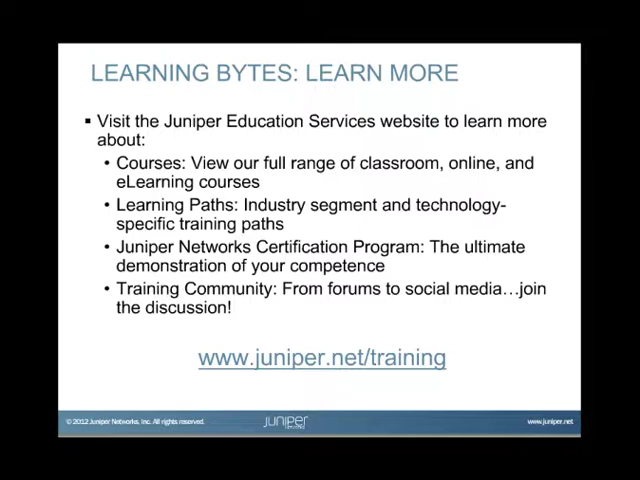 LEARNING BYTES: LEARN MORE
▪ Visit the Juniper Education Services website to learn more
about:
• Courses: View our full range of classroom, online, and
eLearning courses
• Learning Paths: Industry segment and technology-
specific training paths
• Juniper Networks Certification Program: The ultimate
demonstration of your competence
• Training Community: From forums to social media…join
the discussion!
www.juniper.net/training
© 2012 Juniper Networks, Inc. All rights reserved.
JUNIPER
www.juniper.net